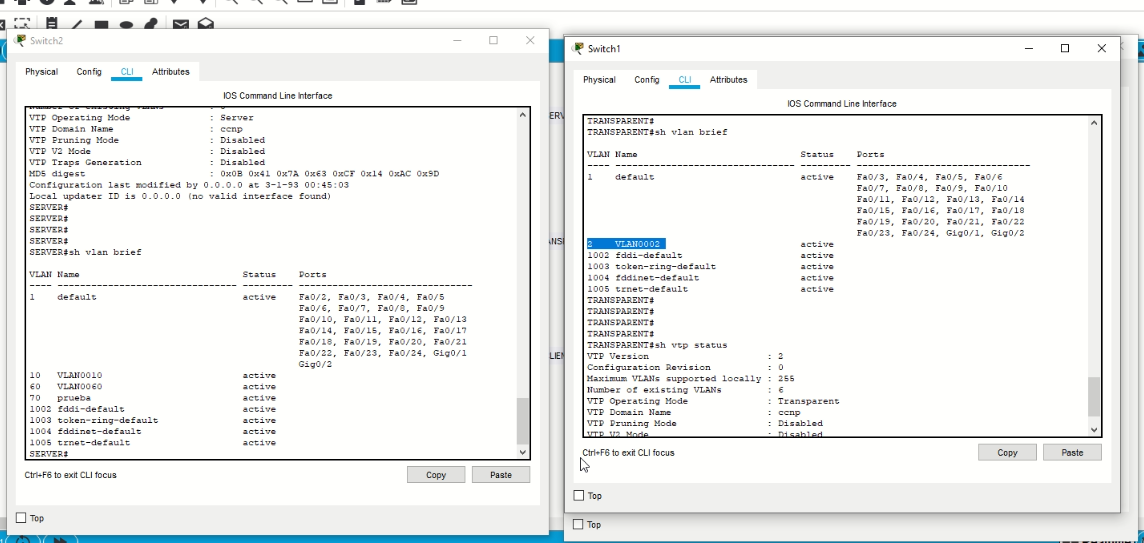 Switch2
Physical Config CLI Attributes
IOS Command Line Interface
VTP Operating Mode : Server
VTP Domain Name : ccnp
VTP Pruning Mode : Disabled
VTP V2 Mode : Disabled
VTP Traps Generation : Disabled
MD5 digest : 0x0B 0x41 0x7A 0x63 0xCF 0x14 0xAC 0x9D
Configuration last modified by 0.0.0.0 at 3-1-93 00:45:03
Local updater ID is 0.0.0.0 (no valid interface found)
SERVER#
SERVER#
SERVER#
SERVER#
SERVER#sh vlan brief
VLAN Name Status Ports
---- -------------------------------- --------- -------------------------------
1 default active Fa0/2, Fa0/3, Fa0/4, Fa0/5
Fa0/6, Fa0/7, Fa0/8, Fa0/9
Fa0/10, Fa0/11, Fa0/12, Fa0/13
Fa0/14, Fa0/15, Fa0/16, Fa0/17
Fa0/18, Fa0/19, Fa0/20, Fa0/21
Fa0/22, Fa0/23, Fa0/24, Gig0/1
Gig0/2
10 VLAN0010 active
60 VLAN0060 active
70 prueba active
1002 fddi-default active
1003 token-ring-default active
1004 fddinet-default active
1005 trnet-default active
SERVER#
Ctrl+F6 to exit CLI focus
Copy Paste
Top
Switch1
Physical Config CLI Attributes
IOS Command Line Interface
TRANSPARENT#
TRANSPARENT#sh vlan brief
VLAN Name Status Ports
---- -------------------------------- --------- -------------------------------
1 default active Fa0/3, Fa0/4, Fa0/5, Fa0/6
Fa0/7, Fa0/8, Fa0/9, Fa0/10
Fa0/11, Fa0/12, Fa0/13, Fa0/14
Fa0/15, Fa0/16, Fa0/17, Fa0/18
Fa0/19, Fa0/20, Fa0/21, Fa0/22
Fa0/23, Fa0/24, Gig0/1, Gig0/2
2 VLAN0002 active
1002 fddi-default active
1003 token-ring-default active
1004 fddinet-default active
1005 trnet-default active
TRANSPARENT#
TRANSPARENT#
TRANSPARENT#
TRANSPARENT#
TRANSPARENT#sh vtp status
VTP Version : 2
Configuration Revision : 0
Maximum VLANs supported locally : 255
Number of existing VLANs : 6
VTP Operating Mode : Transparent
VTP Domain Name : ccnp
VTP Pruning Mode : Disabled
VTP V2 Mode : Disabled
Ctrl+F6 to exit CLI focus
Copy Paste
Top
Top